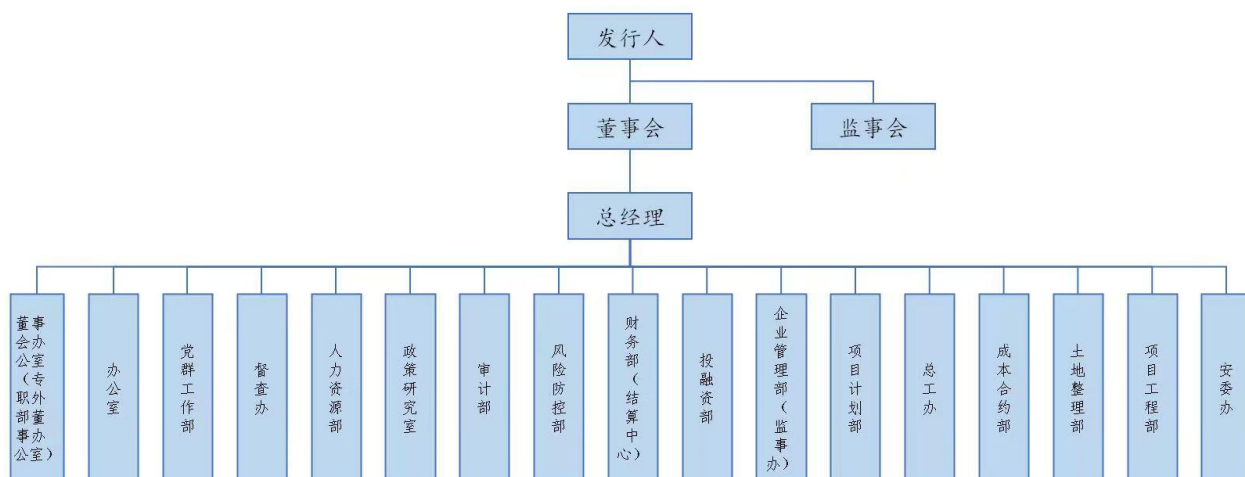 发行人
董事会
监事会
总经理
董事会办公室（专职外部董事办公室）
办公室
党群工作部
督查办
人力资源部
政策研究室
审计部
风险防控部
财务部（结算中心）
投融资部
企业管理部（监事办）
项目计划部
总工办
成本合约部
土地整理部
项目工程部
安委办